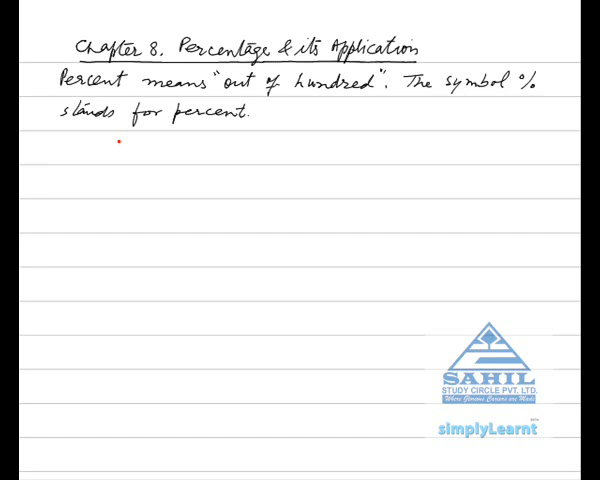 Chapter 8. Percentage & its Application
Percent means "out of hundred". The symbol %
stands for percent.
SAHIL
STUDY CIRCLE PVT. LTD.
Where Glorious Careers are Made
simplyLearnt